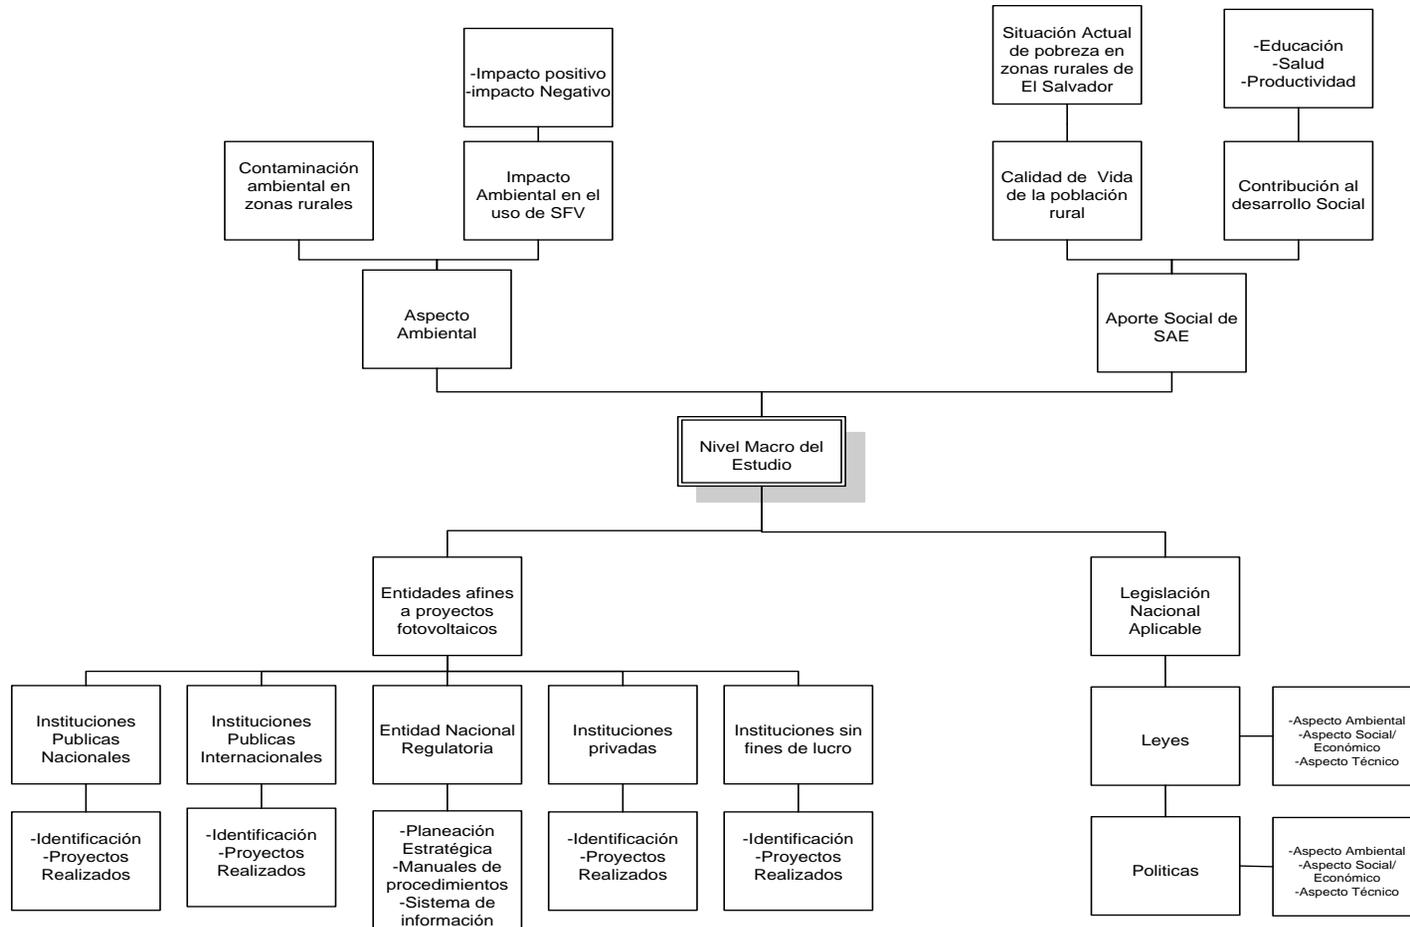 Situación Actual
de pobreza en
zonas rurales de
El Salvador
-Educación
-Salud
-Productividad
-Impacto positivo
-impacto Negativo
Contaminación
ambiental en
zonas rurales
Impacto
Ambiental en el
uso de SFV
Calidad de Vida
de la población
rural
Contribución al
desarrollo Social
Aspecto
Ambiental
Aporte Social de
SAE
Nivel Macro del
Estudio
Entidades afines
a proyectos
fotovoltaicos
Legislación
Nacional
Aplicable
Instituciones
Publicas
Nacionales
Instituciones
Publicas
Internacionales
Entidad Nacional
Regulatoria
Instituciones
privadas
Instituciones sin
fines de lucro
Leyes
-Aspecto Ambiental
-Aspecto Social/
Económico
-Aspecto Técnico
-Identificación
-Proyectos
Realizados
-Identificación
-Proyectos
Realizados
-Planeación
Estratégica
-Manuales de
procedimientos
-Sistema de
información
-Identificación
-Proyectos
Realizados
-Identificación
-Proyectos
Realizados
Politicas
-Aspecto Ambiental
-Aspecto Social/
Económico
-Aspecto Técnico